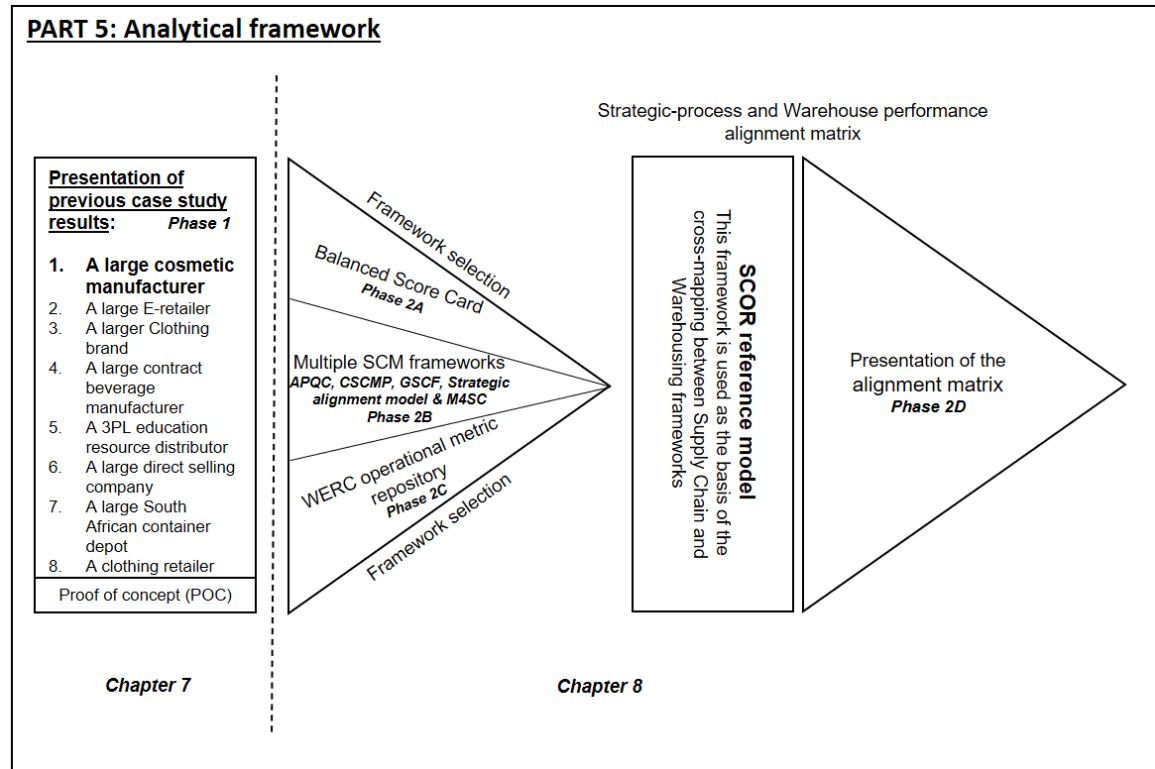 PART 5: Analytical framework
Strategic-process and Warehouse performance
alignment matrix
Presentation of
previous case study
results: Phase 1
1. A large cosmetic
manufacturer
2. A large E-retailer
3. A larger Clothing
brand
4. A large contract
beverage
manufacturer
5. A 3PL education
resource distributor
6. A large direct selling
company
7. A large South
African container
depot
8. A clothing retailer
Proof of concept (POC)
Framework selection
Balanced Score Card
Phase 2A
Multiple SCM frameworks
APQC, CSCMP, GSCF, Strategic
alignment model & M4SC
Phase 2B
WERC operational metric
repository
Phase 2C
Framework selection
SCOR reference model
This framework is used as the basis of the
cross-mapping between Supply Chain and
Warehousing frameworks
Presentation of the
alignment matrix
Phase 2D
Chapter 7
Chapter 8